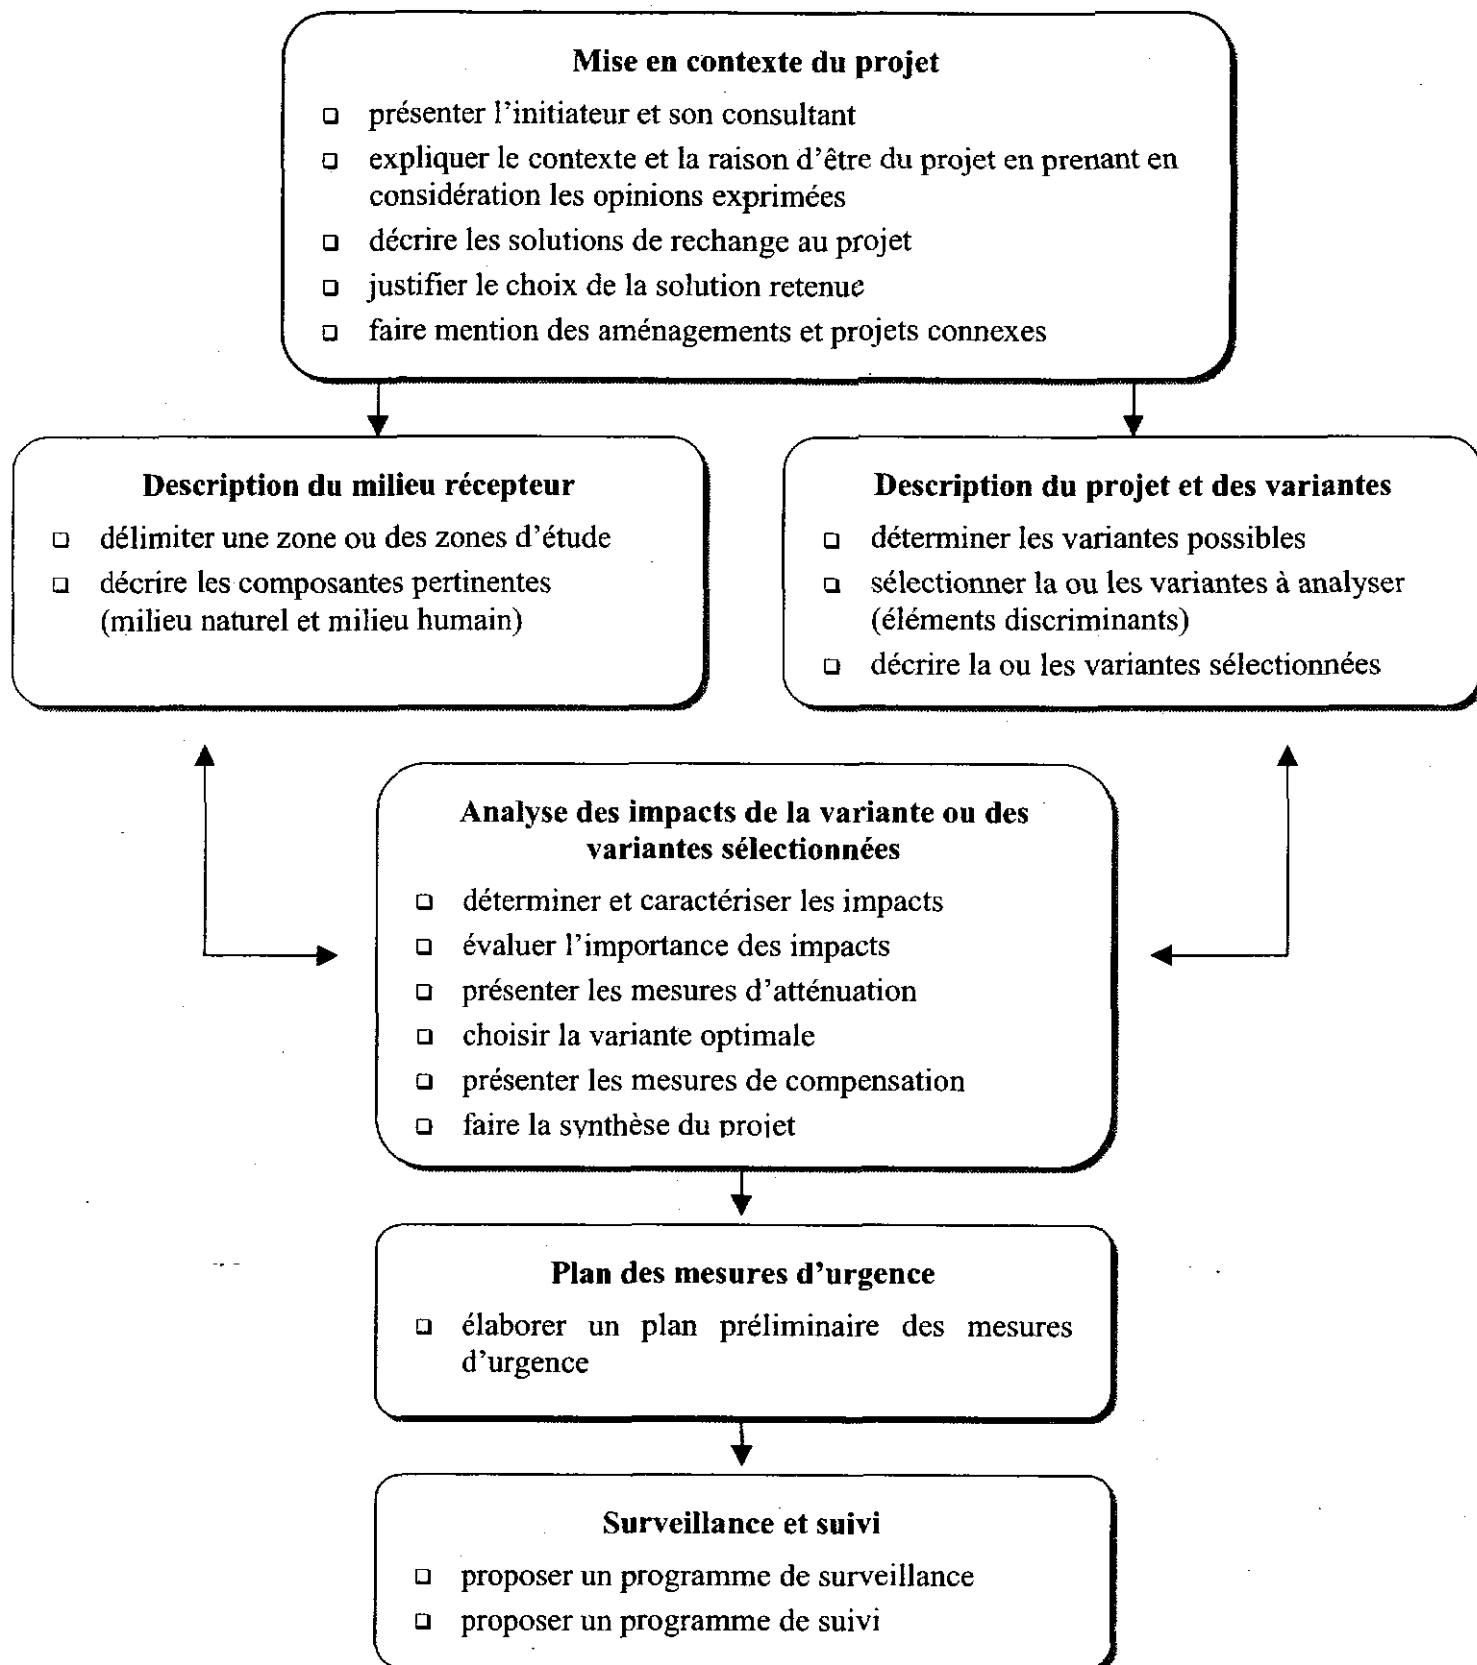 Mise en contexte du projet
❑ présenter l'initiateur et son consultant
❑ expliquer le contexte et la raison d'être du projet en prenant en
considération les opinions exprimées
❑ décrire les solutions de rechange au projet
❑ justifier le choix de la solution retenue
❑ faire mention des aménagements et projets connexes
Description du milieu récepteur
❑ délimiter une zone ou des zones d'étude
❑ décrire les composantes pertinentes
(milieu naturel et milieu humain)
Description du projet et des variantes
❑ déterminer les variantes possibles
❑ sélectionner la ou les variantes à analyser
(éléments discriminants)
❑ décrire la ou les variantes sélectionnées
Analyse des impacts de la variante ou des
variantes sélectionnées
❑ déterminer et caractériser les impacts
❑ évaluer l'importance des impacts
❑ présenter les mesures d'atténuation
❑ choisir la variante optimale
❑ présenter les mesures de compensation
❑ faire la synthèse du projet
Plan des mesures d'urgence
❑ élaborer un plan préliminaire des mesures
d'urgence
Surveillance et suivi
❑ proposer un programme de surveillance
❑ proposer un programme de suivi